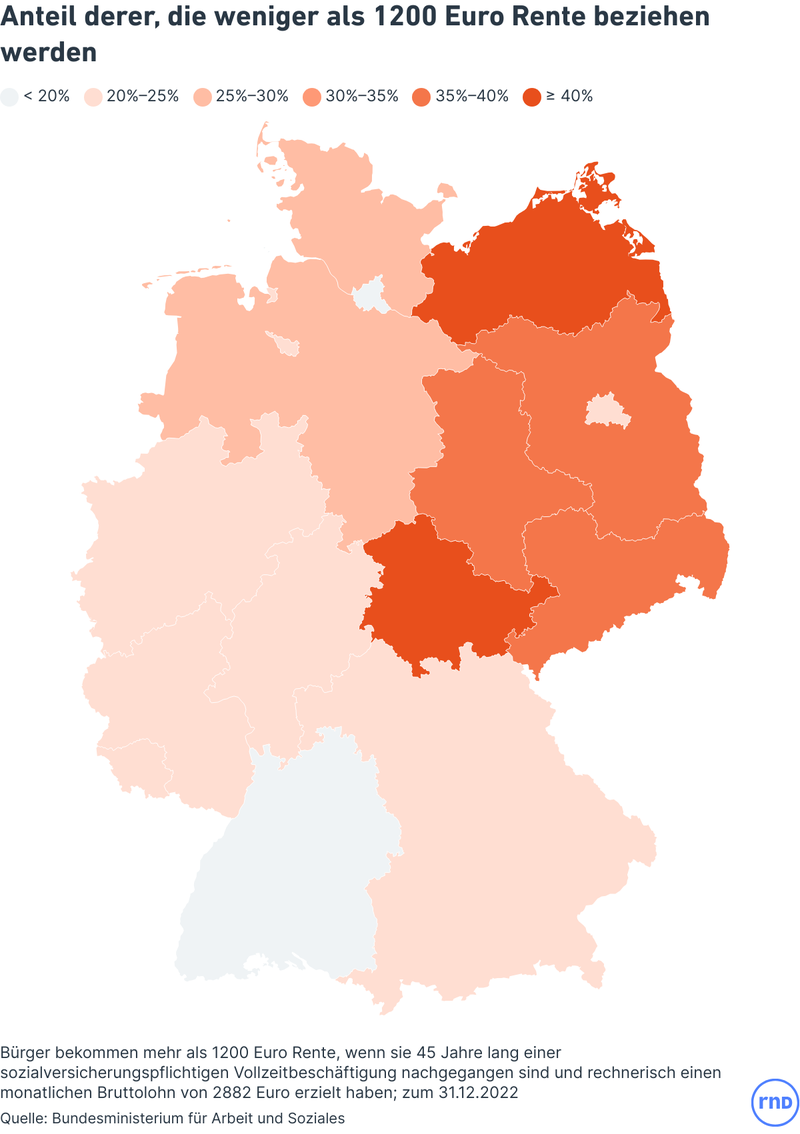 Anteil derer, die weniger als 1200 Euro Rente beziehen
werden
< 20% 20%–25% 25%–30% 30%–35% 35%–40% ≥ 40%
Bürger bekommen mehr als 1200 Euro Rente, wenn sie 45 Jahre lang einer
sozialversicherungspflichtigen Vollzeitbeschäftigung nachgegangen sind und rechnerisch einen
monatlichen Bruttolohn von 2882 Euro erzielt haben; zum 31.12.2022
Quelle: Bundesministerium für Arbeit und Soziales
rnd